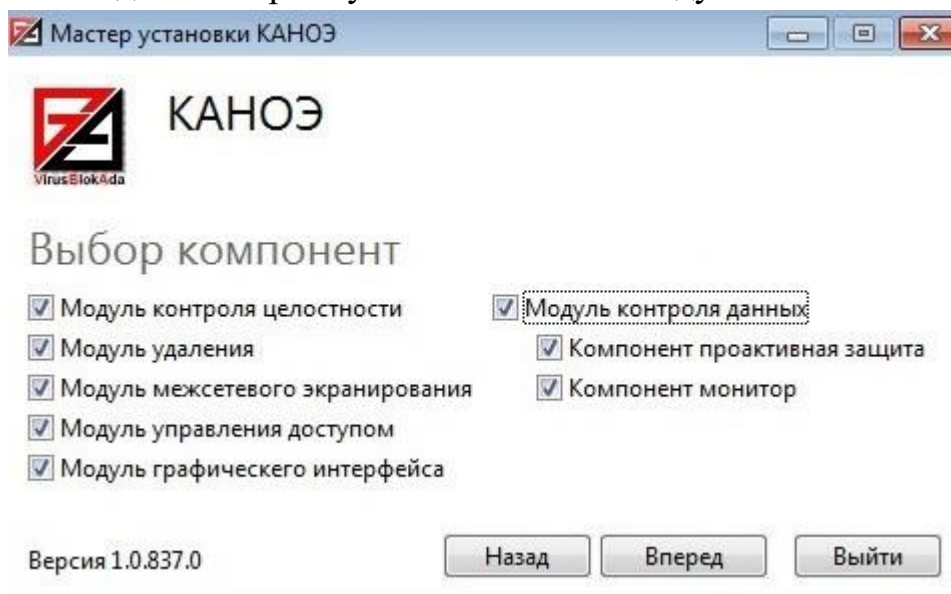 Мастер установки КАНОЭ
КАНОЭ
VirusBlokAda
Выбор компонент
Модуль контроля целостности
Модуль удаления
Модуль межсетевого экранирования
Модуль управления доступом
Модуль графического интерфейса
Модуль контроля данных
Компонент проактивная защита
Компонент монитор
Версия 1.0.837.0
Назад
Вперед
Выйти